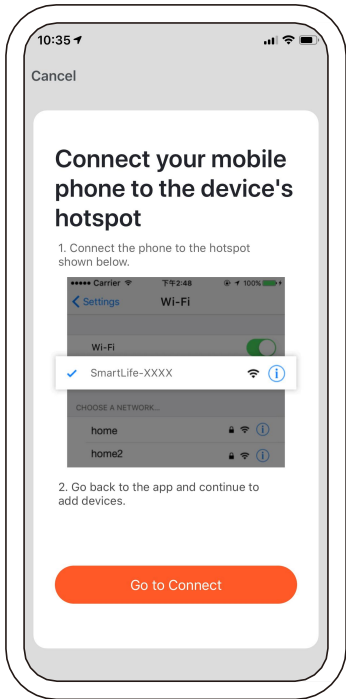 10:35
Cancel
Connect your mobile
phone to the device's
hotspot
1. Connect the phone to the hotspot
shown below.
Carrier 下午2:48 100%
Settings Wi-Fi
Wi-Fi
SmartLife-XXXX
CHOOSE A NETWORK...
home
home2
2. Go back to the app and continue to
add devices.
Go to Connect